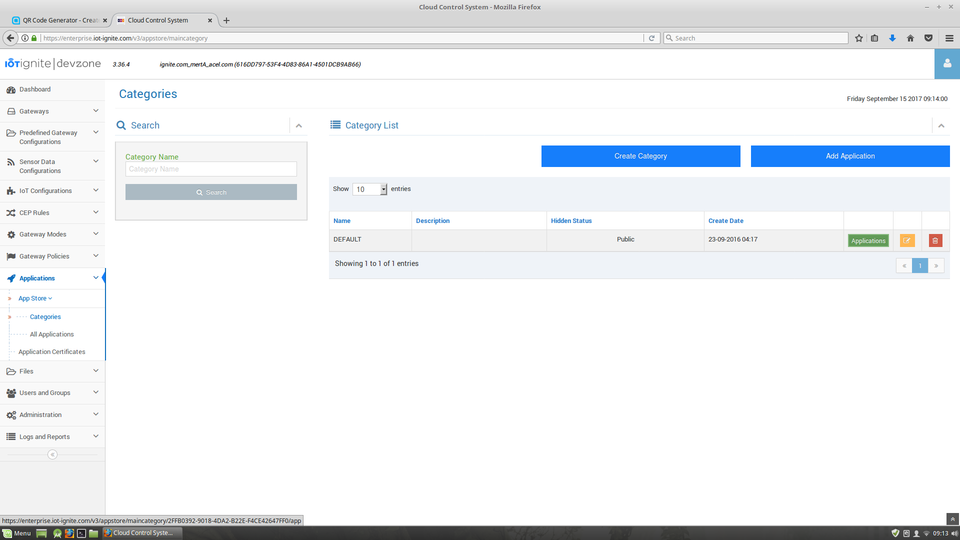 Cloud Control System - Mozilla Firefox
QR Code Generator - Crea
Cloud Control System
https://enterprise.iot-ignite.com/v3/appstore/maincategory
Search
iOTignite|devzone
3.36.4
ignite.com_mertA_acel.com (616DD797-53F4-4D83-86A1-4501DCB9AB66)
Dashboard
Gateways
Predefined Gateway
Configurations
Sensor Data
Configurations
IoT Configurations
CEP Rules
Gateway Modes
Gateway Policies
Applications
App Store
Categories
All Applications
Application Certificates
Files
Users and Groups
Administration
Logs and Reports
Categories
Friday September 15 2017 09:14:00
Search
Category Name
Category Name
Search
Category List
Create Category
Add Application
Show 10 entries
Name Description Hidden Status Create Date
DEFAULT Public 23-09-2016 04:17 Applications
Showing 1 to 1 of 1 entries
« 1 »
https://enterprise.iot-ignite.com/v3/appstore/maincategory/2FFB0392-9018-4DA2-B22E-F4CE42647FF0/app
Menu
Cloud Control Syste...
09:13